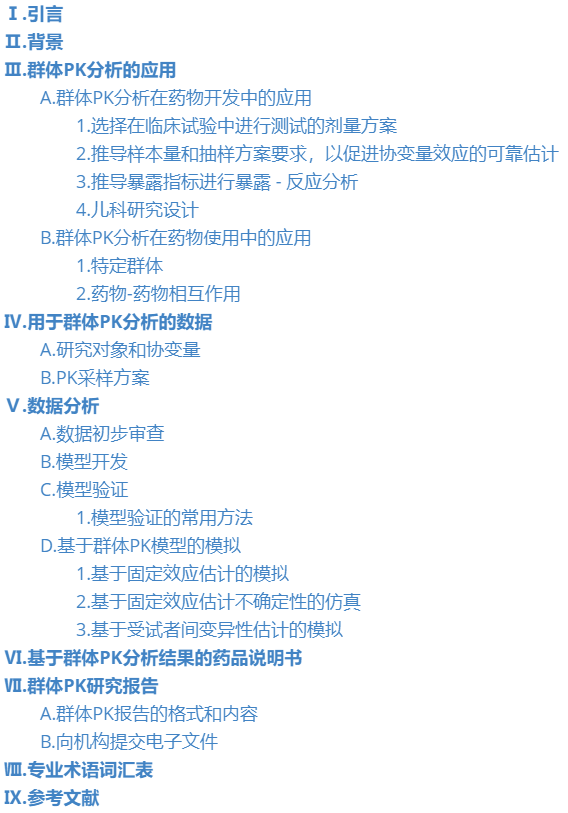 Ⅰ.引言
Ⅱ.背景
Ⅲ.群体PK分析的应用
A.群体PK分析在药物开发中的应用
1.选择在临床试验中进行测试的剂量方案
2.推导样本量和抽样方案要求，以促进协变量效应的可靠估计
3.推导暴露指标进行暴露 - 反应分析
4.儿科研究设计
B.群体PK分析在药物使用中的应用
1.特定群体
2.药物-药物相互作用
Ⅳ.用于群体PK分析的数据
A.研究对象和协变量
B.PK采样方案
Ⅴ.数据分析
A.数据初步审查
B.模型开发
C.模型验证
1.模型验证的常用方法
D.基于群体PK模型的模拟
1.基于固定效应估计的模拟
2.基于固定效应估计不确定性的仿真
3.基于受试者间变异性估计的模拟
Ⅵ.基于群体PK分析结果的药品说明书
Ⅶ.群体PK研究报告
A.群体PK报告的格式和内容
B.向机构提交电子文件
Ⅷ.专业术语词汇表
Ⅸ.参考文献